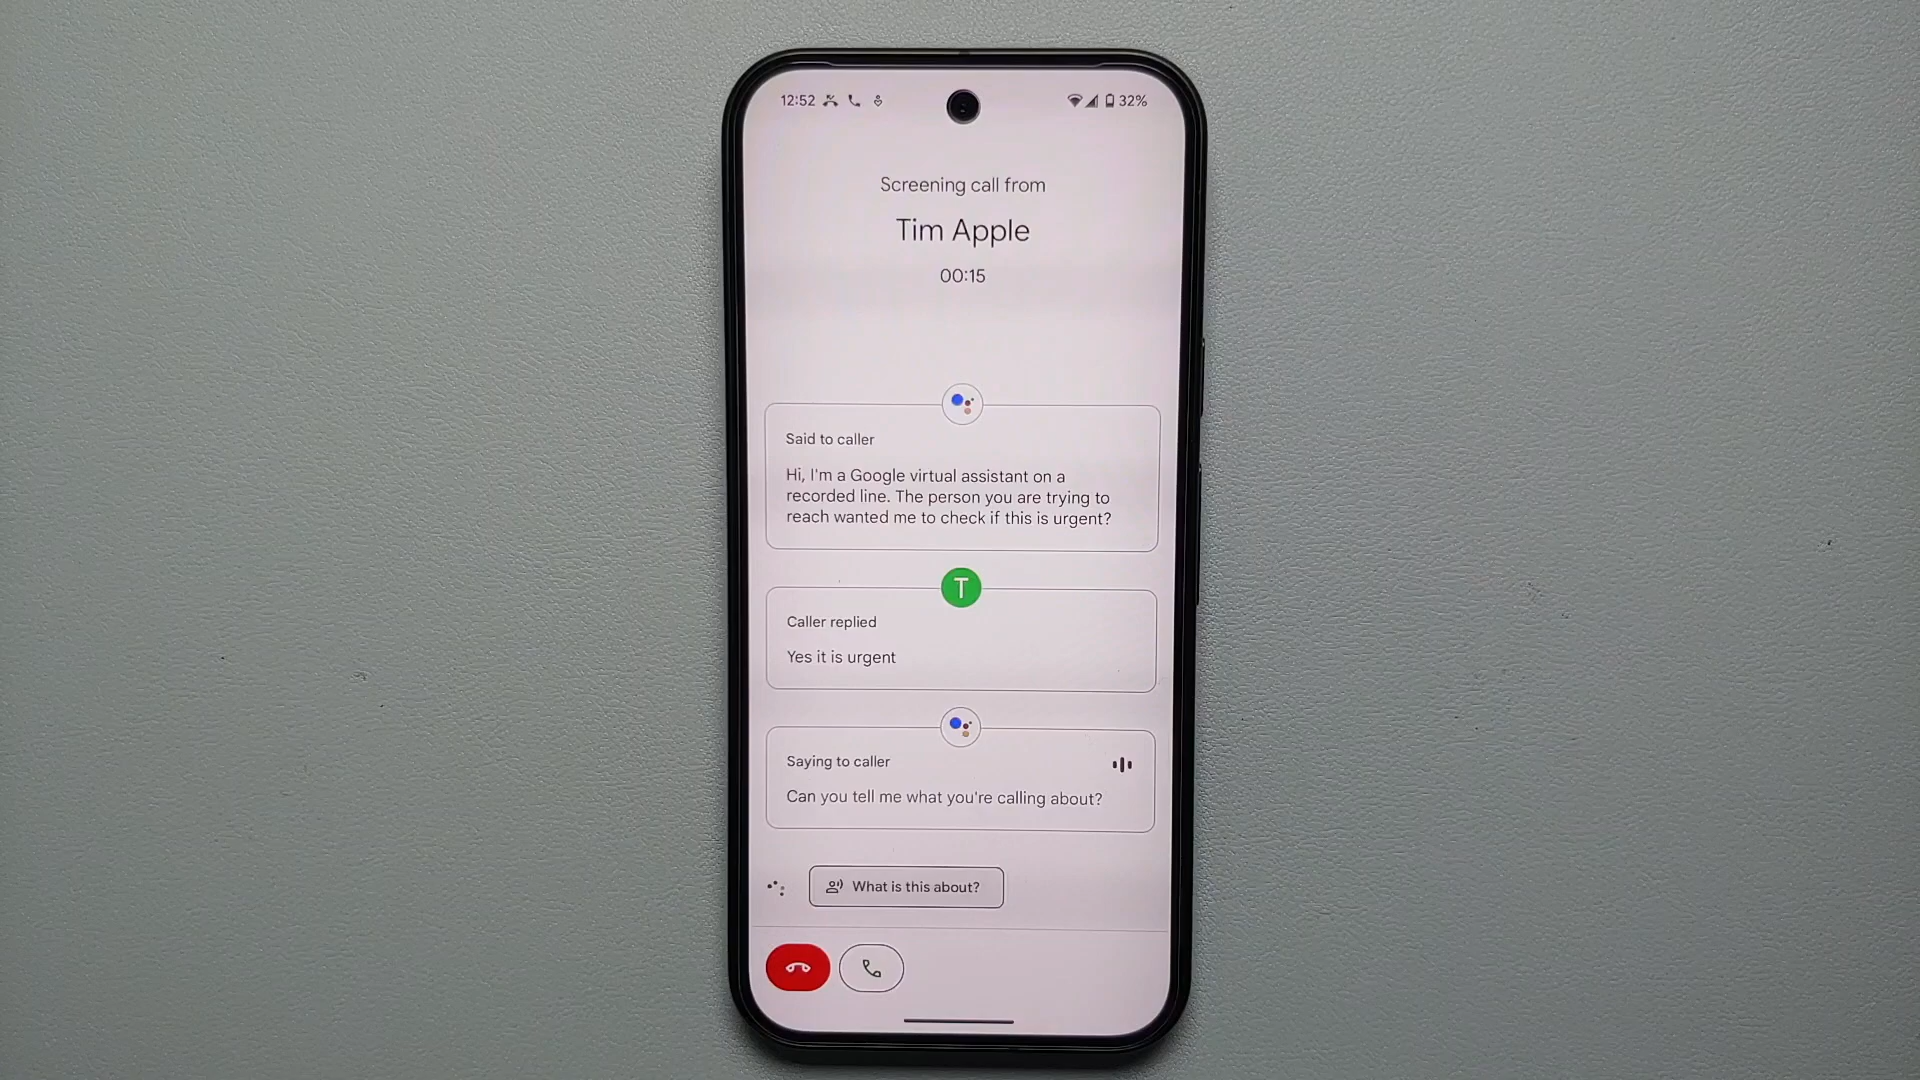 12:52 32%
Screening call from
Tim Apple
00:15
Said to caller
Hi, I'm a Google virtual assistant on a
recorded line. The person you are trying to
reach wanted me to check if this is urgent?
T
Caller replied
Yes it is urgent
Saying to caller
Can you tell me what you're calling about?
What is this about?